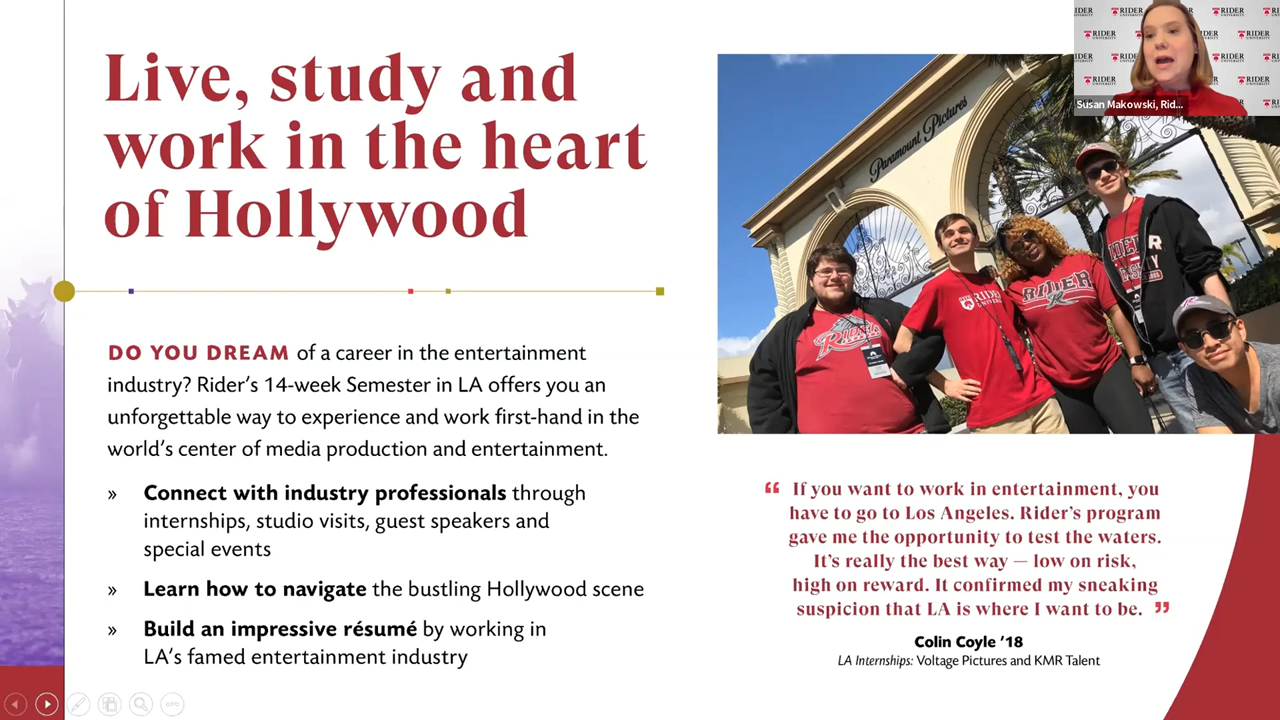 Live, study and
work in the heart
of Hollywood
DO YOU DREAM of a career in the entertainment
industry? Rider's 14-week Semester in LA offers you an
unforgettable way to experience and work first-hand in the
world's center of media production and entertainment.
» Connect with industry professionals through
internships, studio visits, guest speakers and
special events
» Learn how to navigate the bustling Hollywood scene
» Build an impressive résumé by working in
LA's famed entertainment industry
Paramount Pictures
RIDER
RIDER
RIDER
“ If you want to work in entertainment, you
have to go to Los Angeles. Rider's program
gave me the opportunity to test the waters.
It's really the best way — low on risk,
high on reward. It confirmed my sneaking
suspicion that LA is where I want to be. ”
Colin Coyle '18
LA Internships: Voltage Pictures and KMR Talent
RIDER
UNIVERSITY
Susan Makowski, Rid...